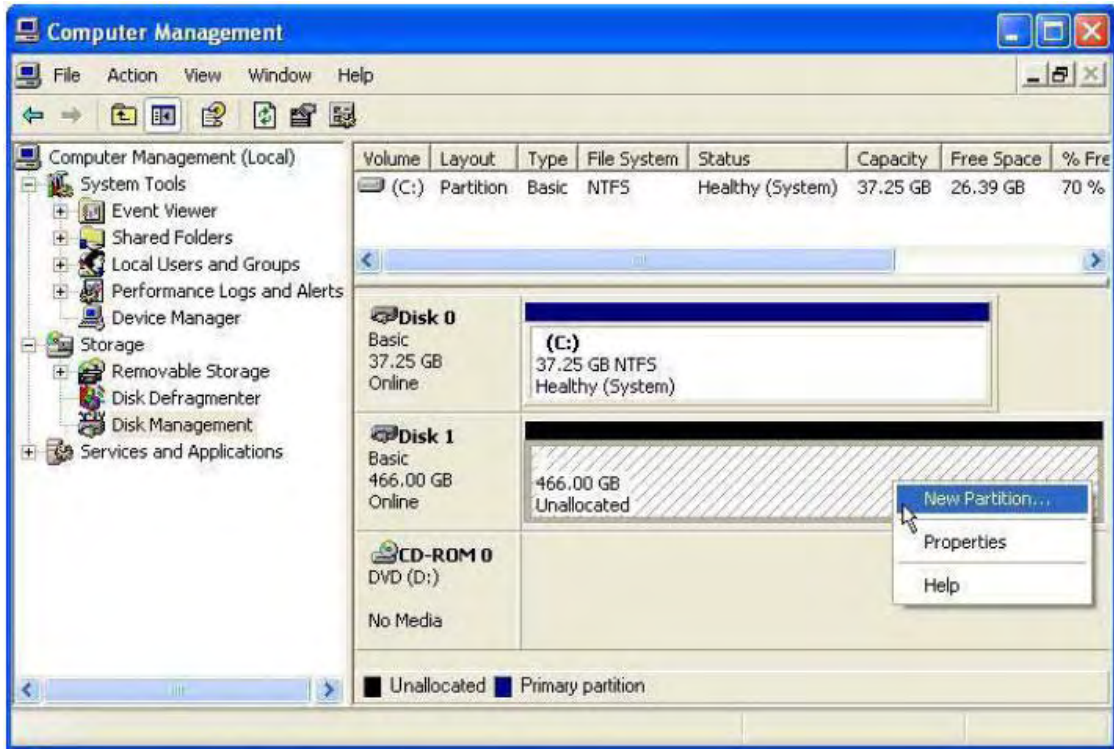 Computer Management
File Action View Window Help
Computer Management (Local)
System Tools
Event Viewer
Shared Folders
Local Users and Groups
Performance Logs and Alerts
Device Manager
Storage
Removable Storage
Disk Defragmenter
Disk Management
Services and Applications
Volume Layout Type File System Status Capacity Free Space % Fre
(C:) Partition Basic NTFS Healthy (System) 37.25 GB 26.39 GB 70 %
Disk 0
Basic
37.25 GB
Online
(C:)
37.25 GB NTFS
Healthy (System)
Disk 1
Basic
466.00 GB
Online
466.00 GB
Unallocated
New Partition...
Properties
Help
CD-ROM 0
DVD (D:)
No Media
Unallocated Primary partition